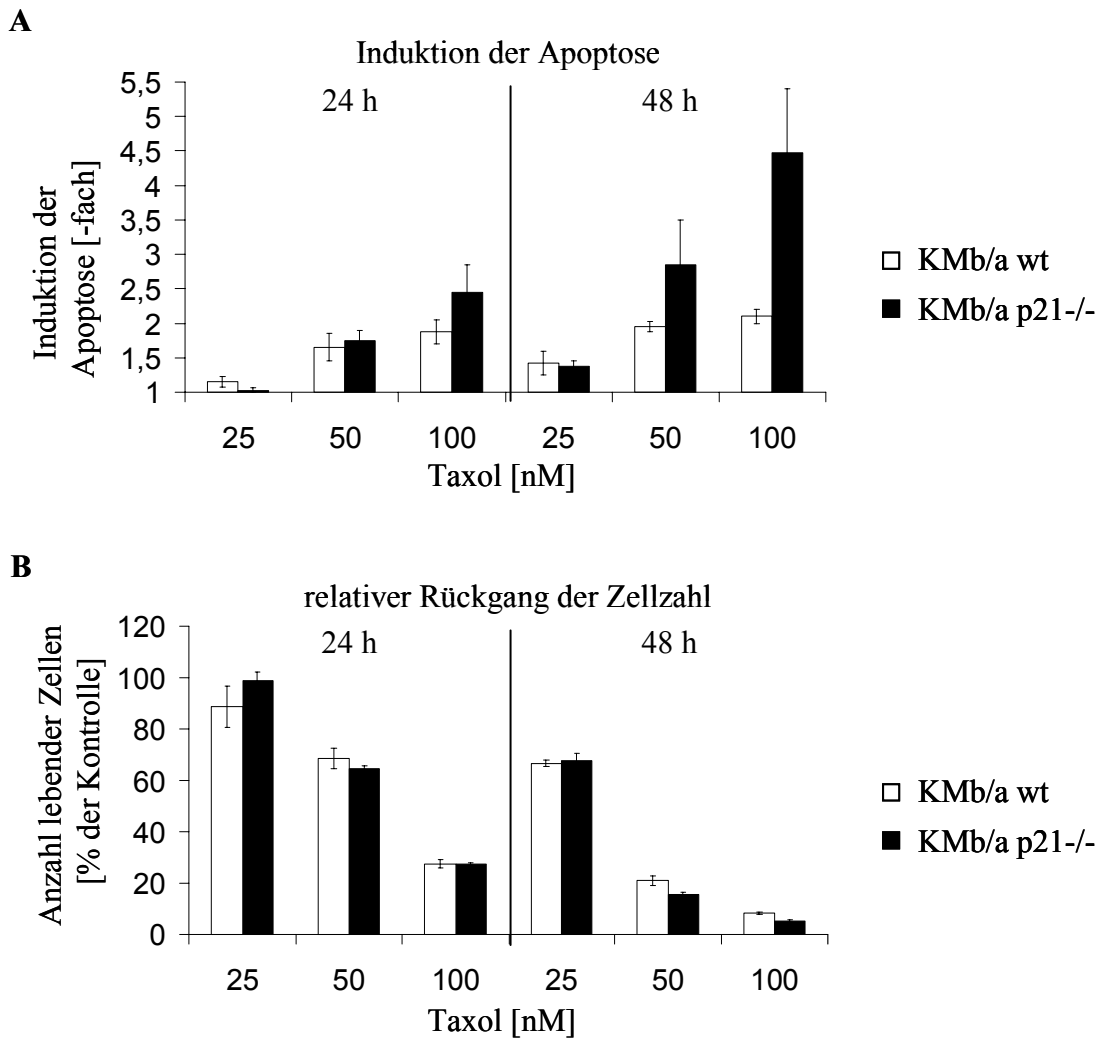 A
Induktion der Apoptose
24 h
48 h
Induktion der
Apoptose [-fach]
5,5
5
4,5
4
3,5
3
2,5
2
1,5
1
25
50
100
25
50
100
Taxol [nM]
KMb/a wt
KMb/a p21-/-
B
relativer Rückgang der Zellzahl
24 h
48 h
Anzahl lebender Zellen
[% der Kontrolle]
120
100
80
60
40
20
0
25
50
100
25
50
100
Taxol [nM]
KMb/a wt
KMb/a p21-/-